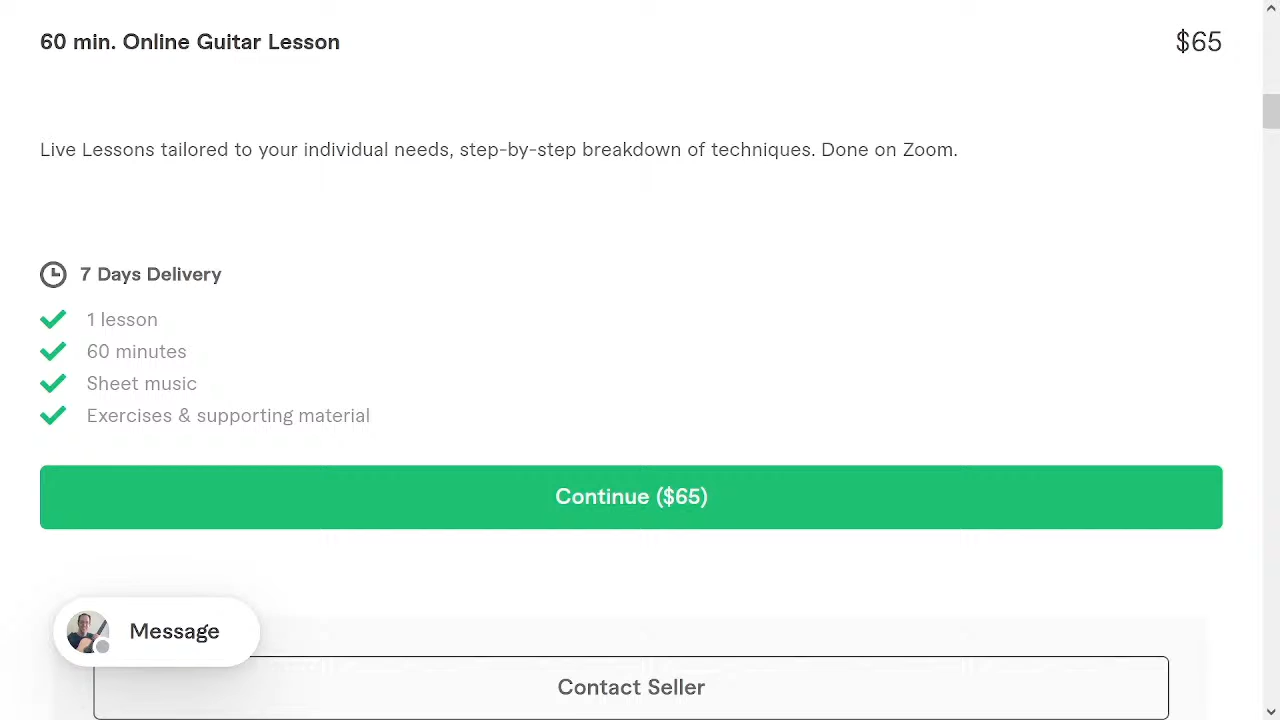 60 min. Online Guitar Lesson
$65
Live Lessons tailored to your individual needs, step-by-step breakdown of techniques. Done on Zoom.
7 Days Delivery
1 lesson
60 minutes
Sheet music
Exercises & supporting material
Continue ($65)
Message
Contact Seller